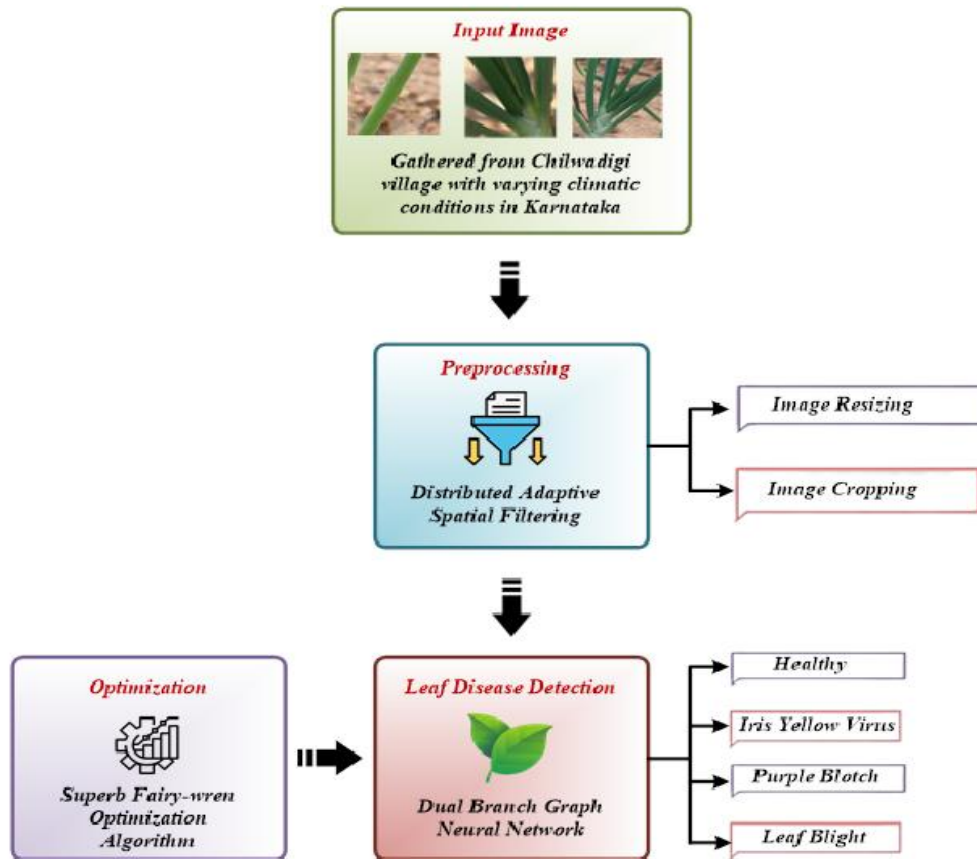 Input Image
Gathered from Chilwadigi
village with varying climatic
conditions in Karnataka
Preprocessing
Distributed Adaptive
Spatial Filtering
Image Resizing
Image Cropping
Optimization
Superb Fairy-wren
Optimization
Algorithm
Leaf Disease Detection
Dual Branch Graph
Neural Network
Healthy
Iris Yellow Virus
Purple Blotch
Leaf Blight